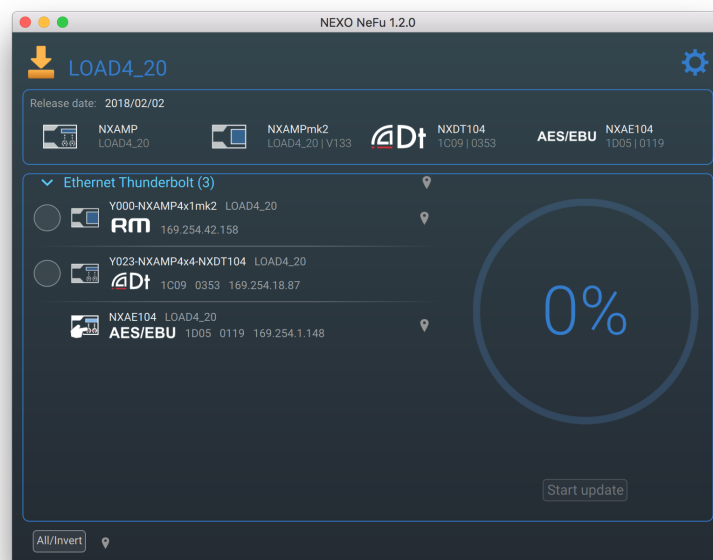 NEXO NeFu 1.2.0
LOAD4_20
Release date: 2018/02/02
NXAMP
LOAD4_20
NXAMPmk2
LOAD4_20 | V133
Dt
NXDT104
1C09 | 0353
AES/EBU
NXAE104
1D05 | 0119
Ethernet Thunderbolt (3)
Y000-NXAMP4x1mk2 LOAD4_20
RM 169.254.42.158
Y023-NXAMP4x4-NXDT104 LOAD4_20
Dt 1C09 0353 169.254.18.87
NXAE104 LOAD4_20
AES/EBU 1D05 0119 169.254.1.148
0%
Start update
All/Invert